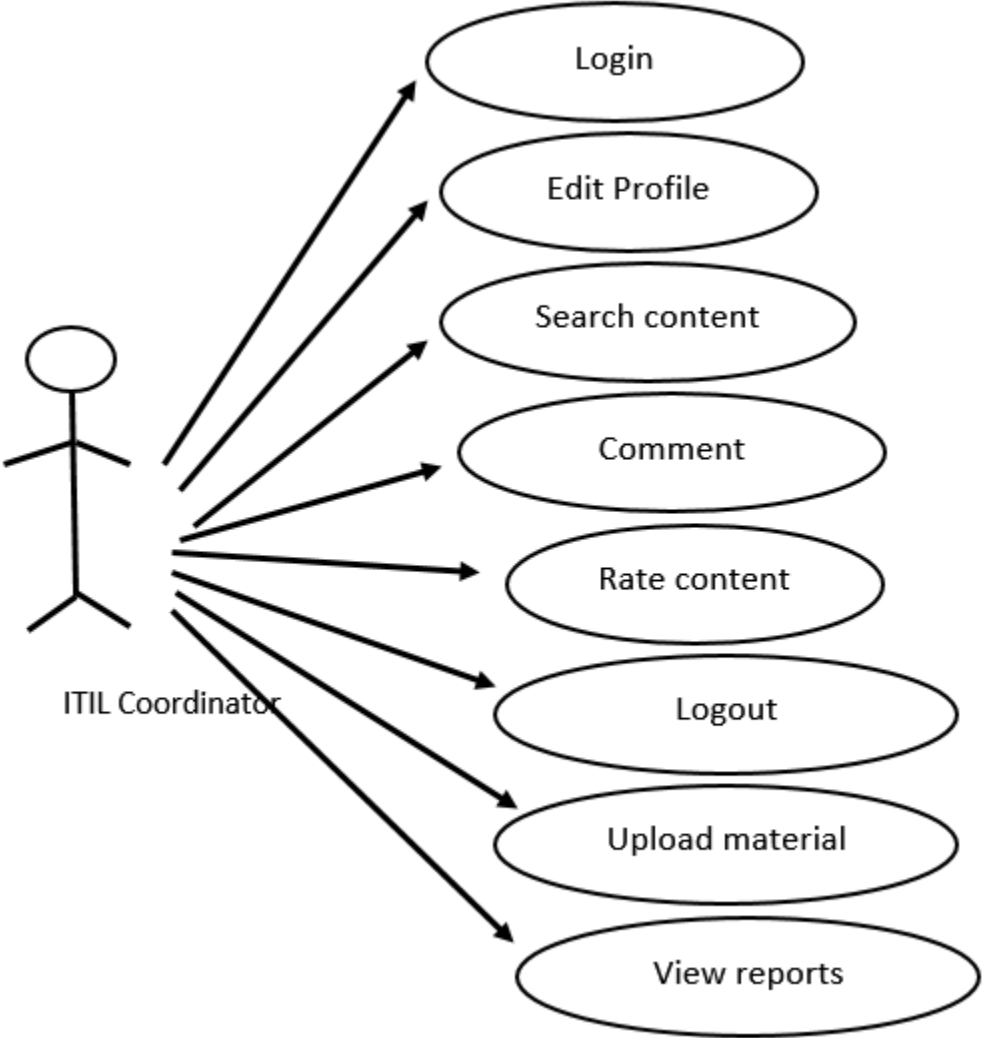 Login
Edit Profile
Search content
Comment
Rate content
ITIL Coordinator
Logout
Upload material
View reports